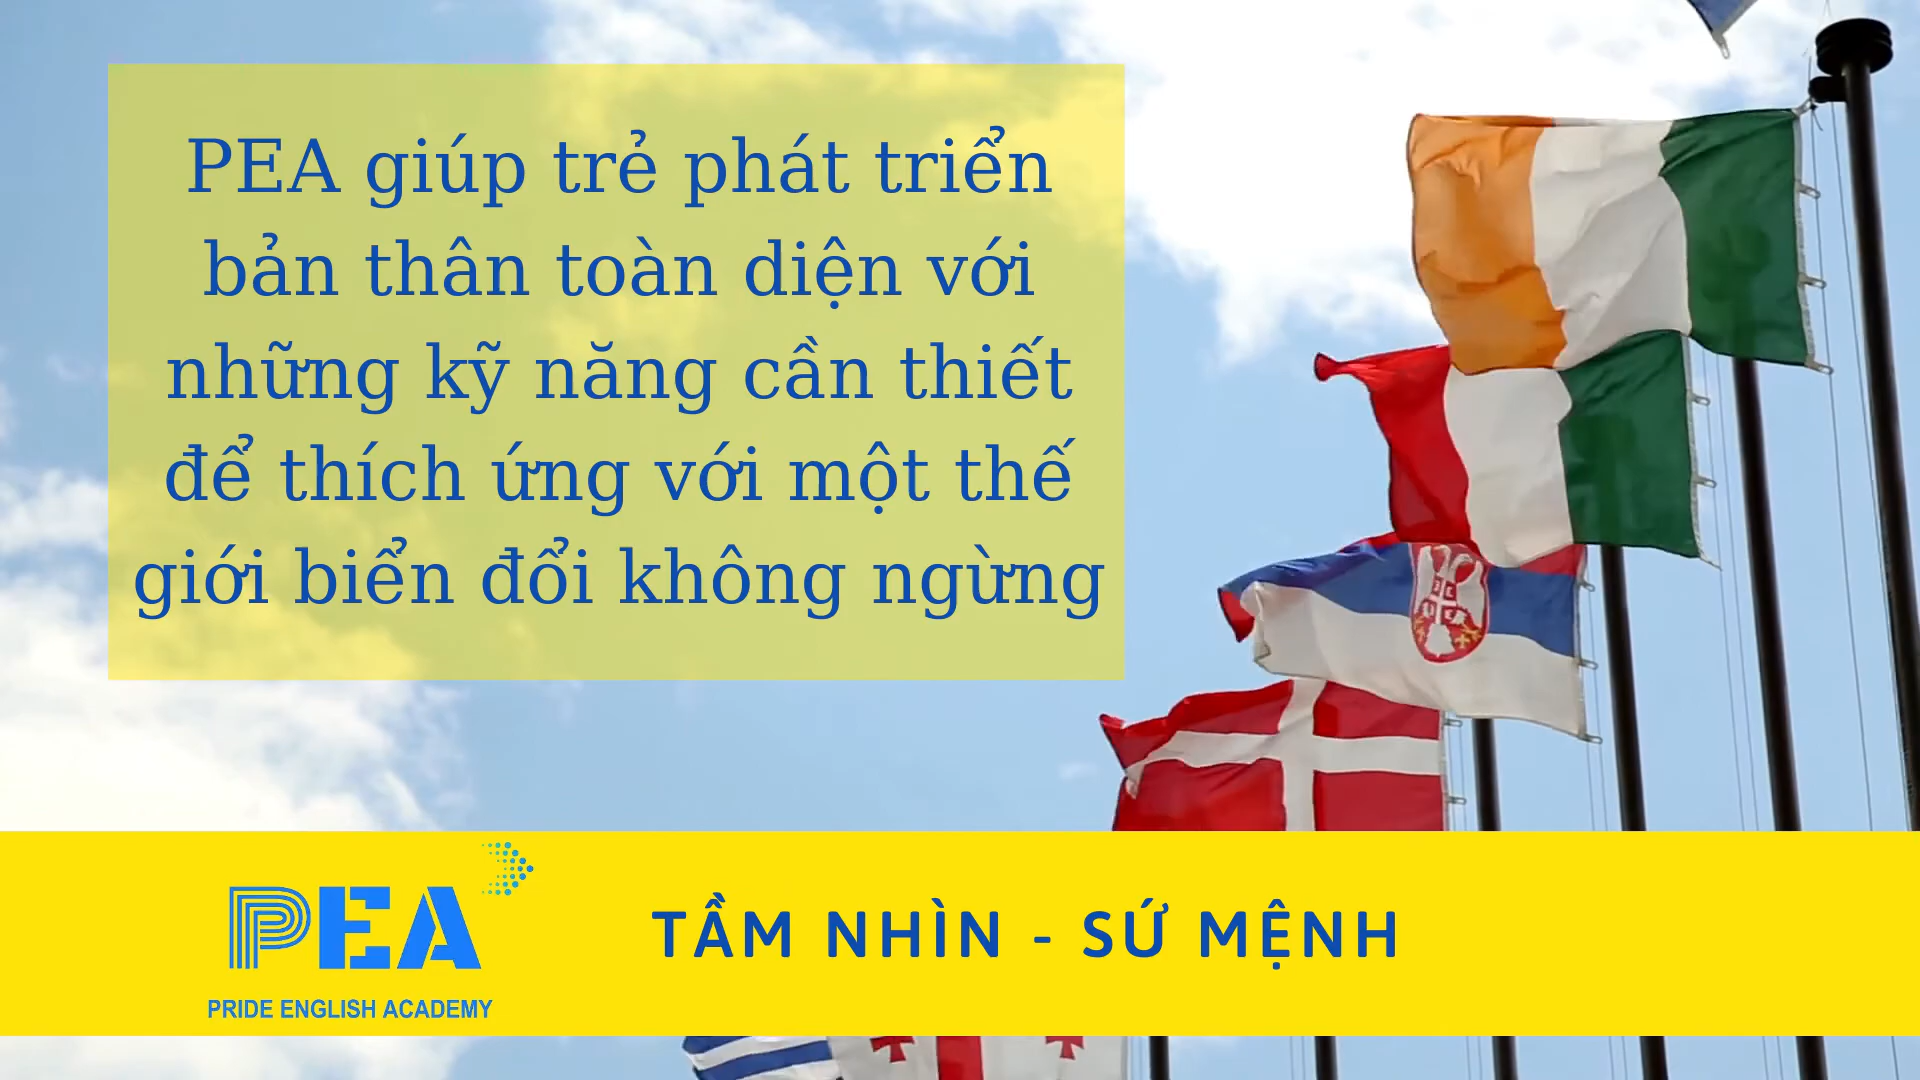 PEA giúp trẻ phát triển
bản thân toàn diện với
những kỹ năng cần thiết
để thích ứng với một thế
giới biển đổi không ngừng
PEA
PRIDE ENGLISH ACADEMY
TẦM NHÌN - SỨ MỆNH